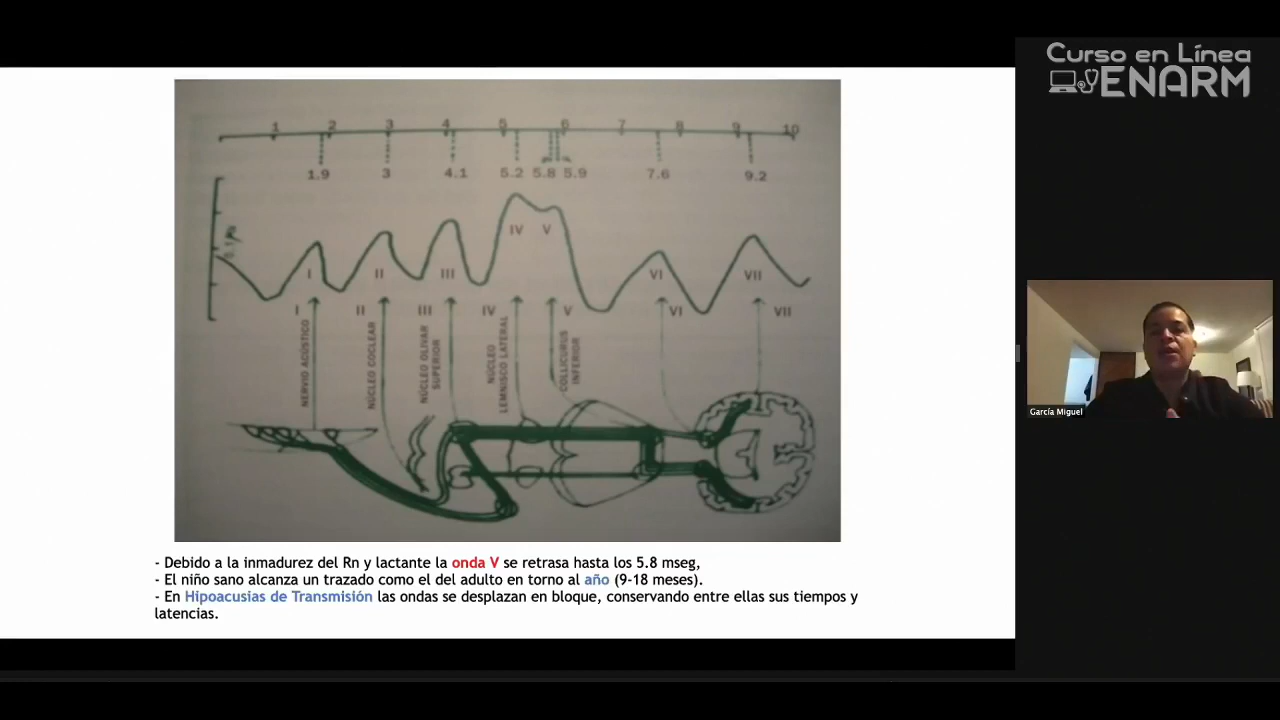 Curso en Línea
ENARM
1 2 3 4 5 6 7 8 9 10
1.9 3 4.1 5.2 5.8 5.9 7.6 9.2
IV V
I II III VI VII
I II III IV V VI VII
NERVIO ACÚSTICO
NÚCLEO COCLEAR
NÚCLEO OLIVAR
SUPERIOR
NÚCLEO
LEMNISCO LATERAL
COLLICURUS
INFERIOR
García Miguel
- Debido a la inmadurez del Rn y lactante la onda V se retrasa hasta los 5.8 mseg,
- El niño sano alcanza un trazado como el del adulto en torno al año (9-18 meses).
- En Hipoacusias de Transmisión las ondas se desplazan en bloque, conservando entre ellas sus tiempos y
latencias.